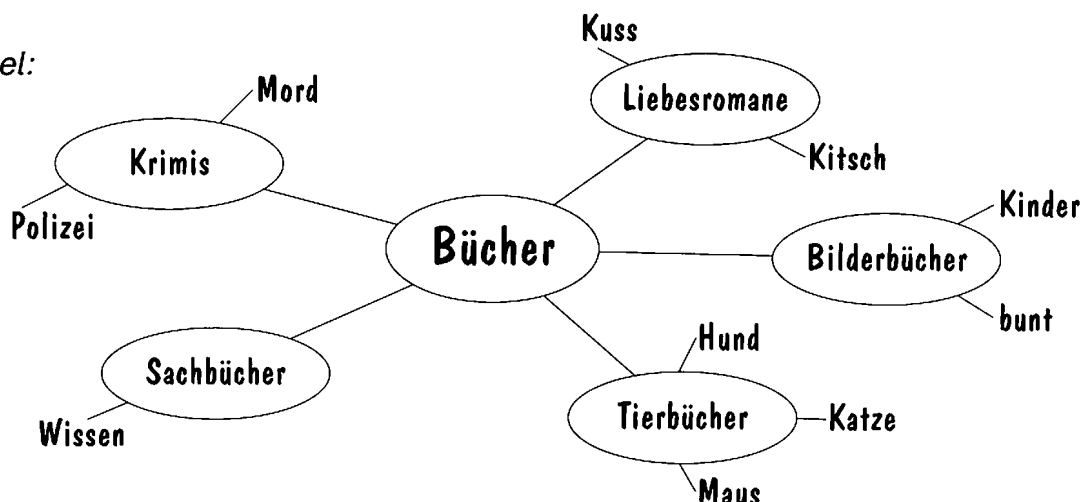 el:
Kuss
Mord
Liebesromane
Krimis
Kitsch
Polizei
Kinder
Bücher
Bilderbücher
bunt
Hund
Sachbücher
Tierbücher
Katze
Wissen
Maus